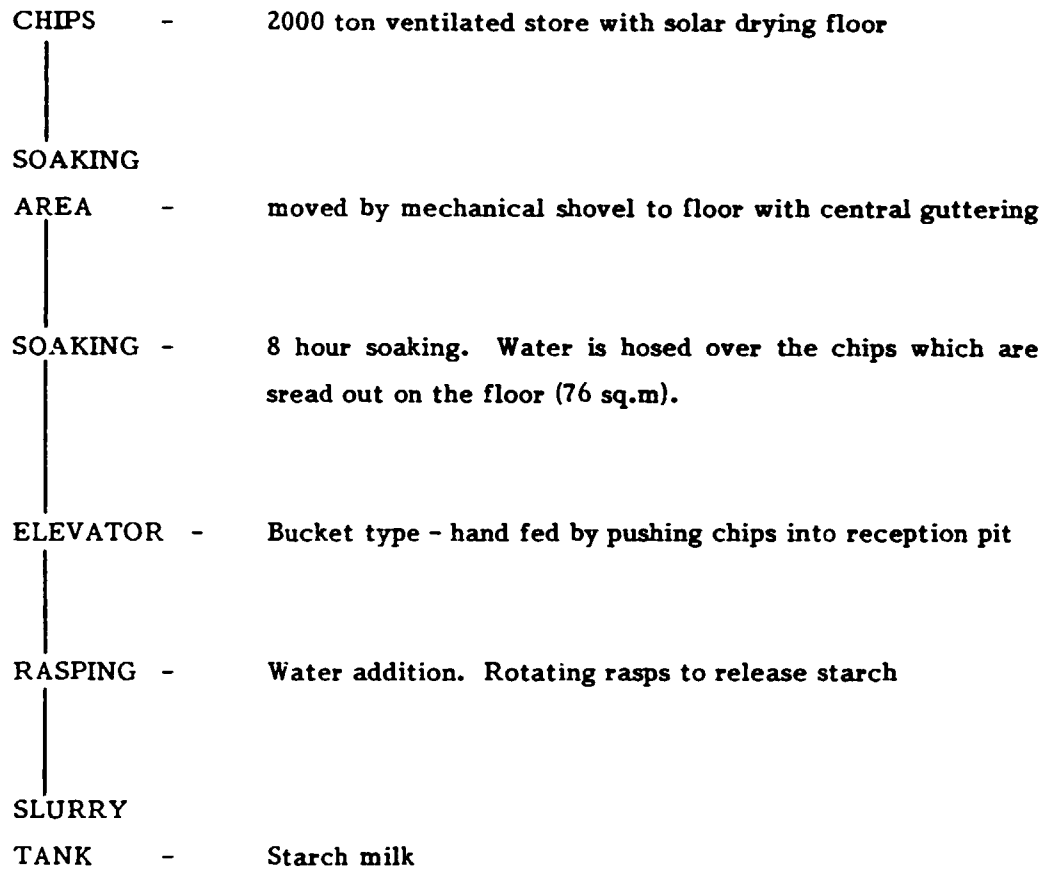 CHIPS - 2000 ton ventilated store with solar drying floor
SOAKING
AREA - moved by mechanical shovel to floor with central guttering
SOAKING - 8 hour soaking. Water is hosed over the chips which are
sread out on the floor (76 sq.m).
ELEVATOR - Bucket type - hand fed by pushing chips into reception pit
RASPING - Water addition. Rotating rasps to release starch
SLURRY
TANK - Starch milk